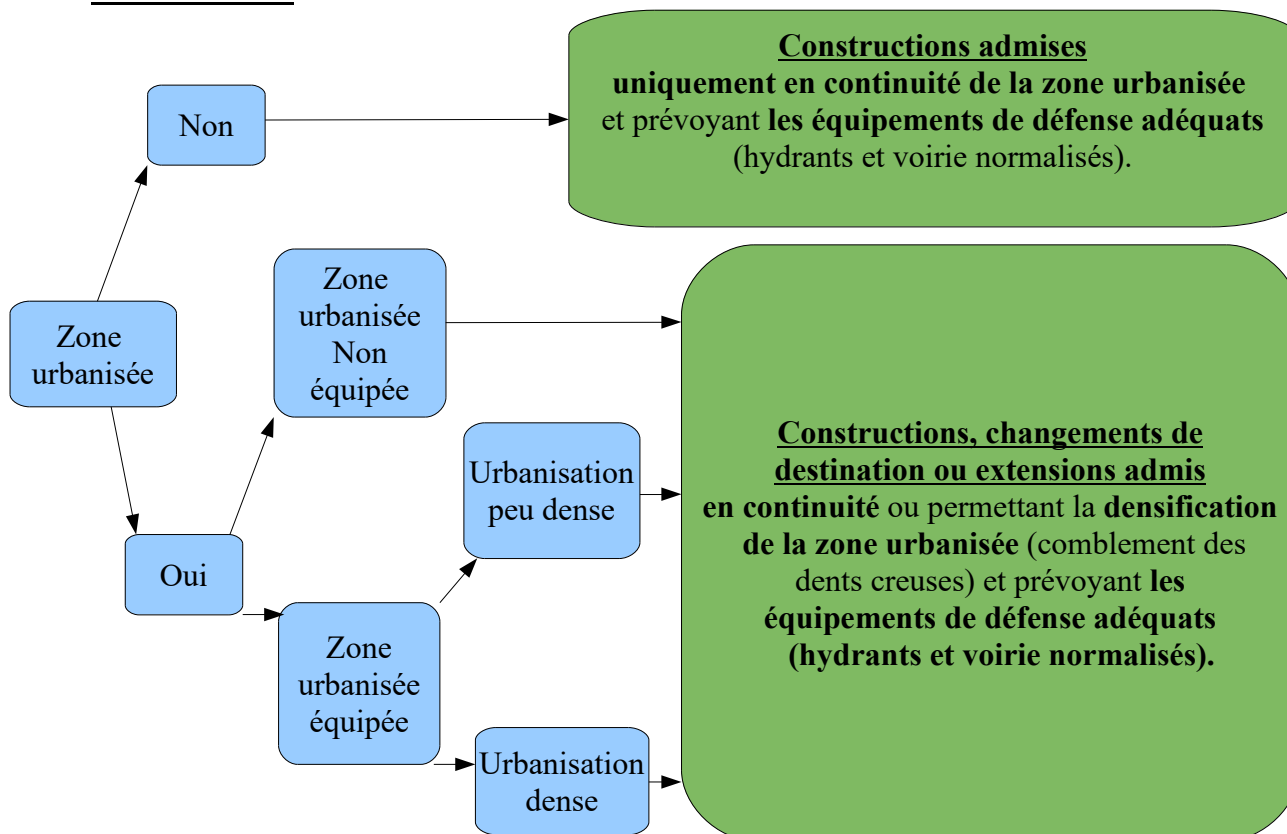 Constructions admises
uniquement en continuité de la zone urbanisée
et prévoyant les équipements de défense adéquats
(hydrants et voirie normalisés).
Non
Zone
urbanisée
Non
équipée
Zone
urbanisée
Urbanisation
peu dense
Constructions, changements de
destination ou extensions admis
en continuité ou permettant la densification
de la zone urbanisée (comblement des
dents creuses) et prévoyant les
équipements de défense adéquats
(hydrants et voirie normalisés).
Oui
Zone
urbanisée
équipée
Urbanisation
dense